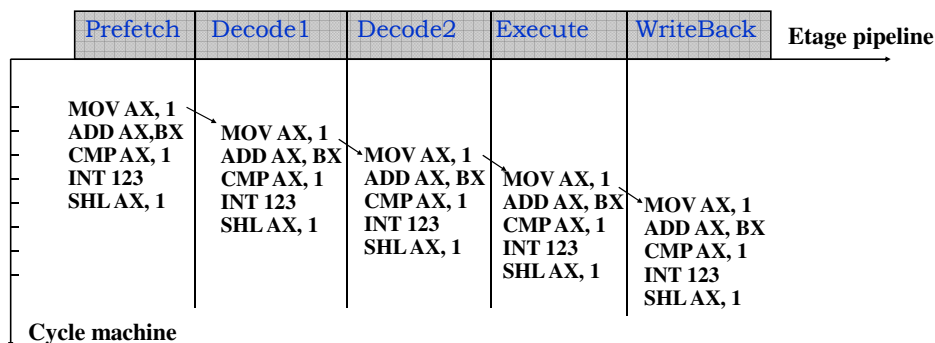 Prefetch Decode1 Decode2 Execute WriteBack Etage pipeline
MOV AX, 1
ADD AX,BX
CMP AX, 1
INT 123
SHL AX, 1
MOV AX, 1
ADD AX, BX
CMP AX, 1
INT 123
SHL AX, 1
MOV AX, 1
ADD AX, BX
CMP AX, 1
INT 123
SHL AX, 1
MOV AX, 1
ADD AX, BX
CMP AX, 1
INT 123
SHL AX, 1
MOV AX, 1
ADD AX, BX
CMP AX, 1
INT 123
SHL AX, 1
Cycle machine